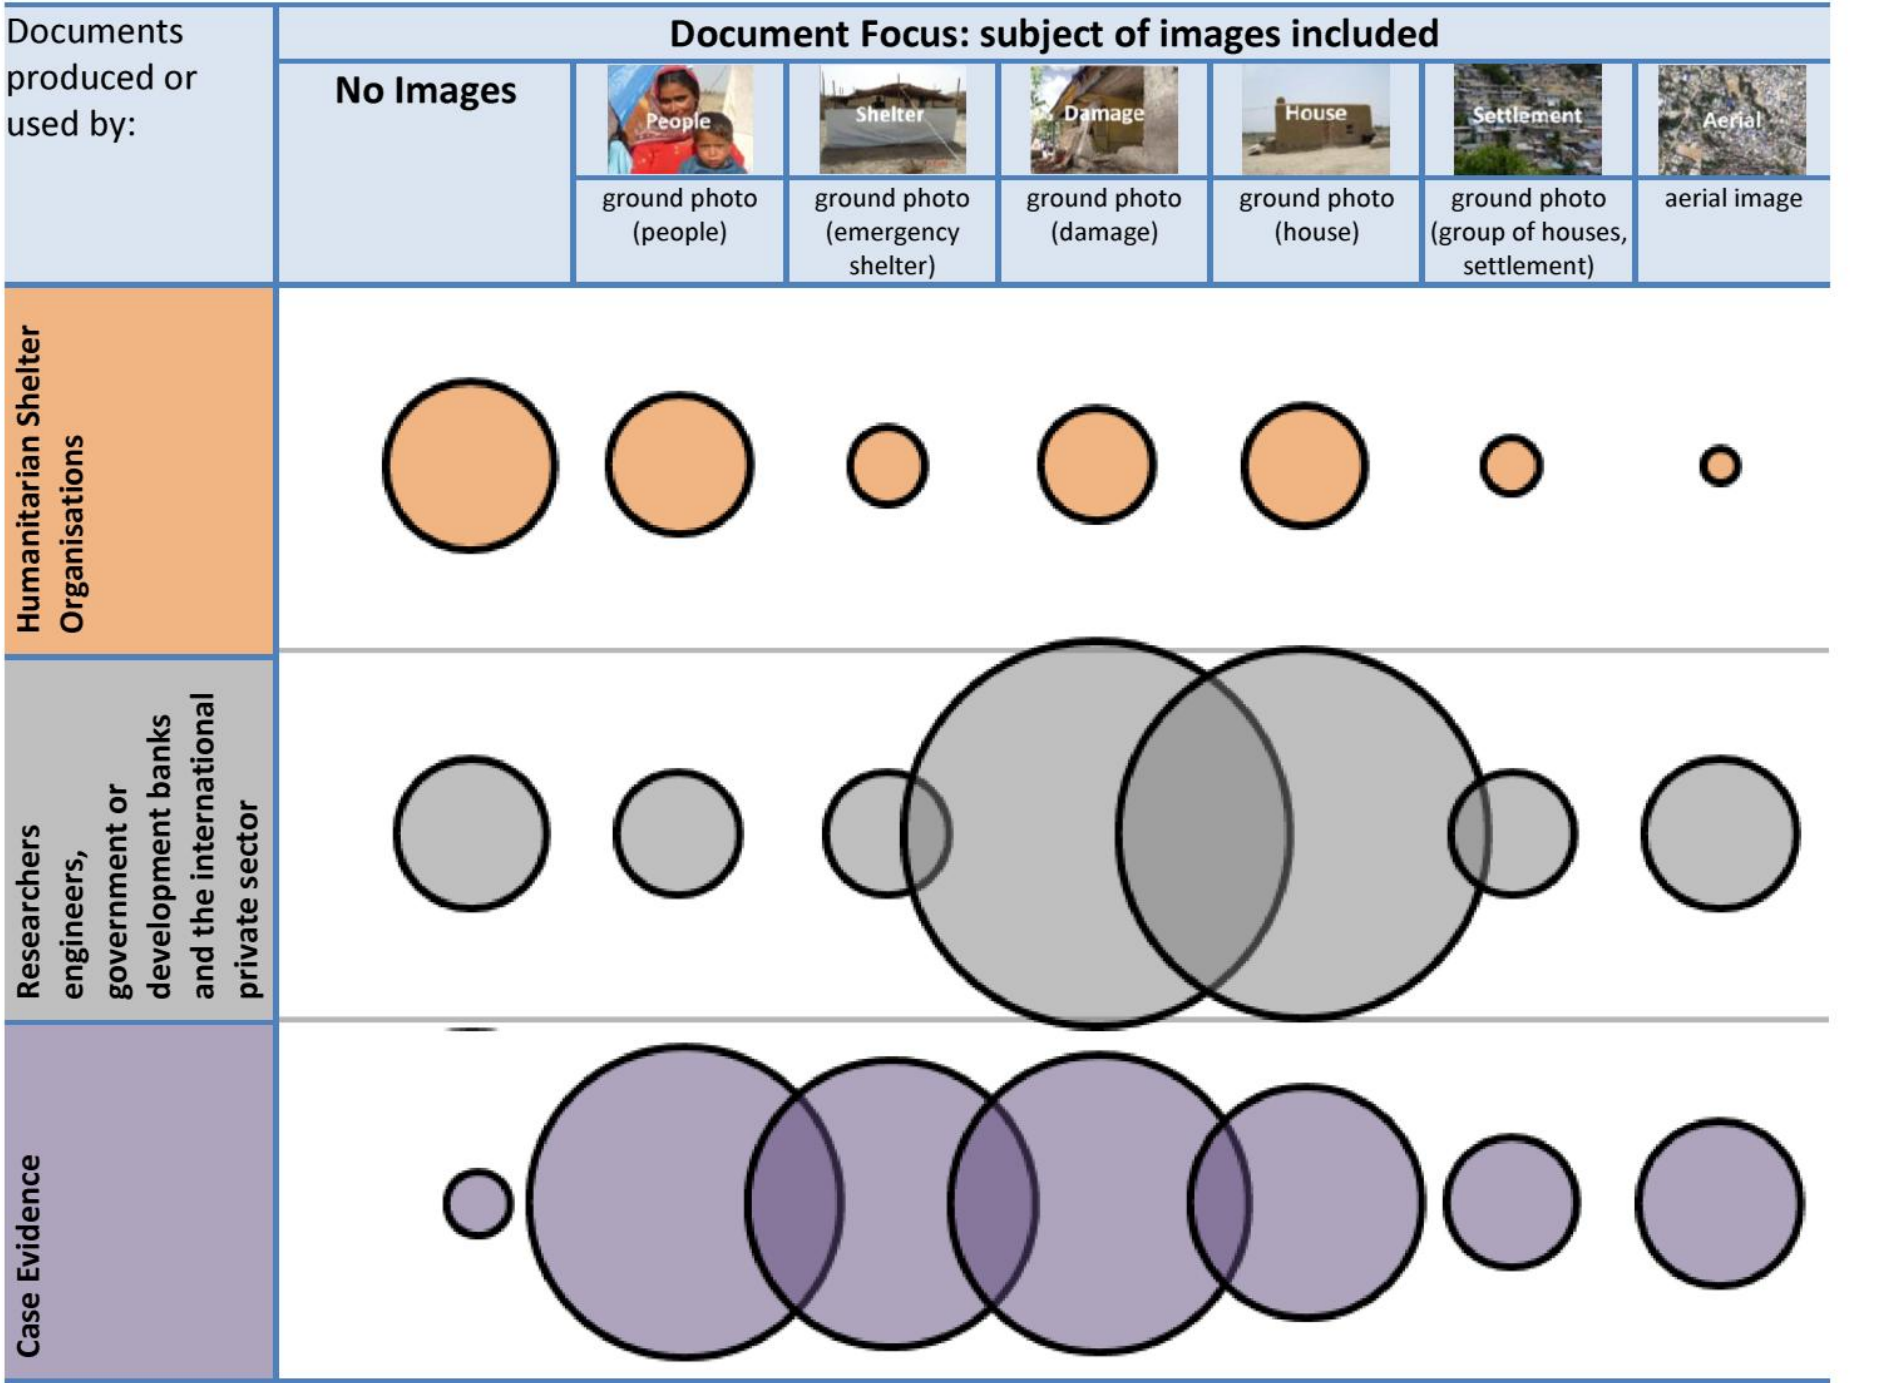 Documents
produced or
used by:
Document Focus: subject of images included
No Images
People
Shelter
Damage
House
Settlement
Aerial
ground photo
(people)
ground photo
(emergency
shelter)
ground photo
(damage)
ground photo
(house)
ground photo
(group of houses,
settlement)
aerial image
Humanitarian Shelter
Organisations
Researchers
engineers,
government or
development banks
and the international
private sector
Case Evidence